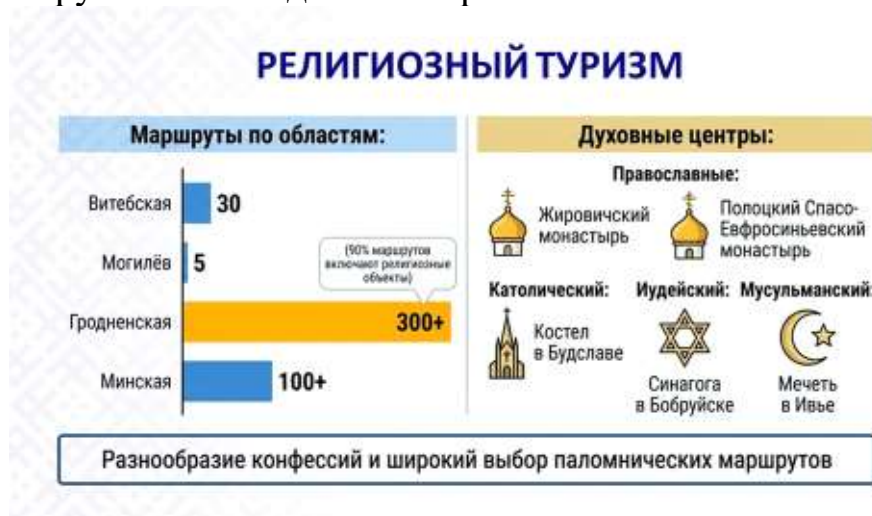 РЕЛИГИОЗНЫЙ ТУРИЗМ
Маршруты по областям:
Витебская
30
Могилёв
5
(90% маршрутов
включают религиозные
объекты)
Гродненская
300+
Минская
100+
Духовные центры:
Православные:
Жировичский
монастырь
Полоцкий Спасо-
Евфросиньевский
монастырь
Католический:
Костел
в Будславе
Иудейский:
Синагога
в Бобруйске
Мусульманский:
Мечеть
в Ивье
Разнообразие конфессий и широкий выбор паломнических маршрутов